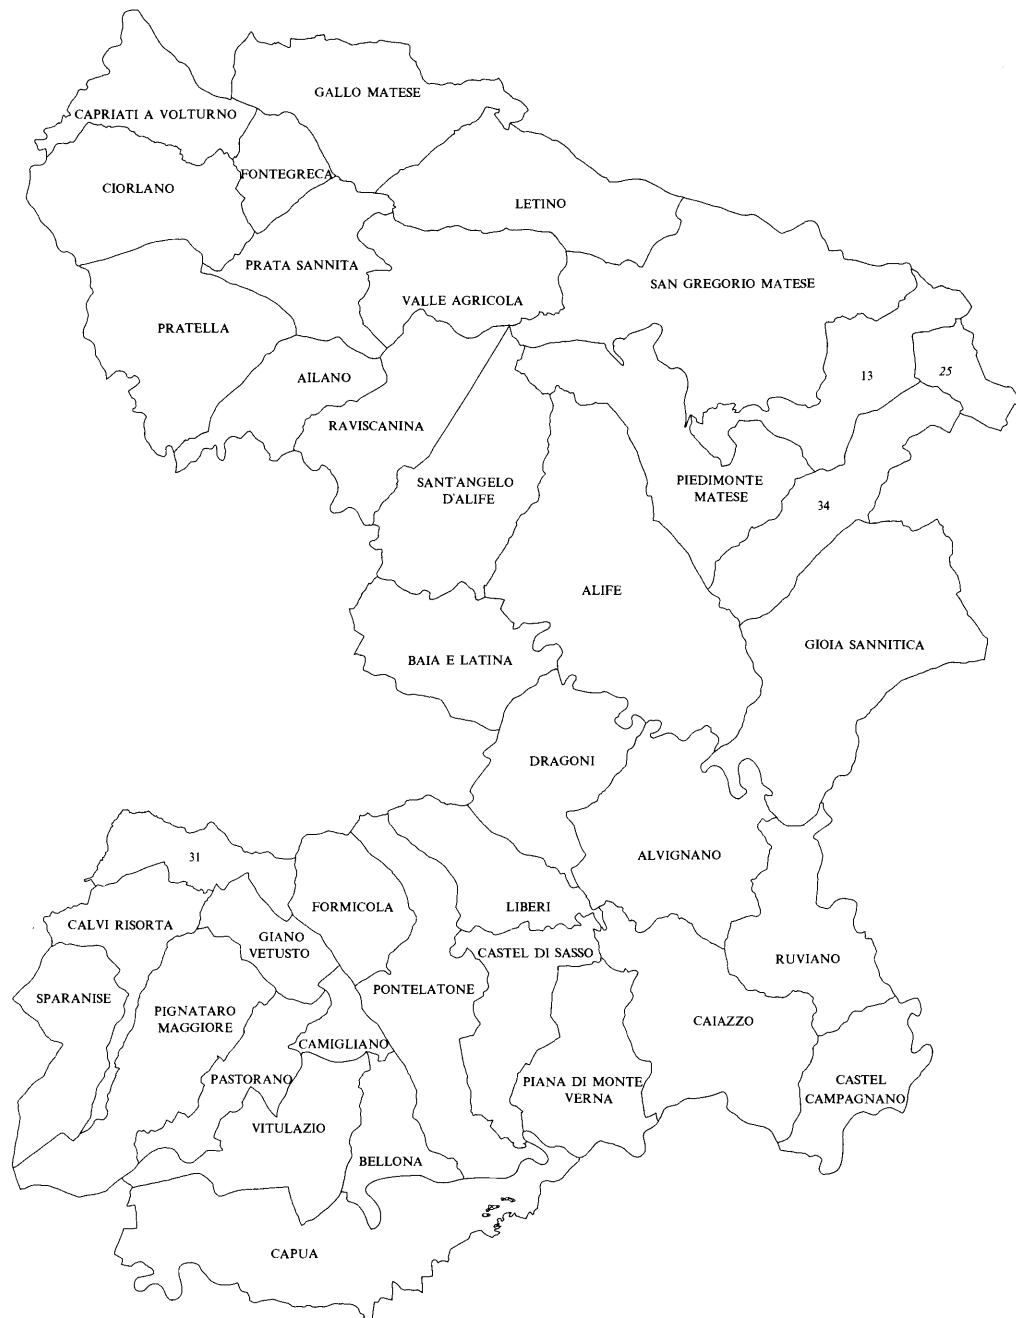 GALLO MATESE
CAPRIATI A VOLTURNO
FONTEGRECA
CIORLANO
LETINO
PRATA SANNITA
SAN GREGORIO MATESE
VALLE AGRICOLA
PRATELLA
AILANO
13
25
RAVISCANINA
SANT'ANGELO
D'ALIFE
PIEDIMONTE
MATESE
34
ALIFE
GIOIA SANNITICA
BAIA E LATINA
DRAGONI
31
ALVIGNANO
FORMICOLA
LIBERI
CALVI RISORTA
GIANO
VETUSTO
CASTEL DI SASSO
RUVIANO
SPARANISE
PONTELATONE
PIGNATARO
MAGGIORE
CAIAZZO
CAMIGLIANO
PASTORANO
PIANA DI MONTE
VERNA
CASTEL
CAMPAGNANO
VITULAZIO
BELLONA
CAPUA